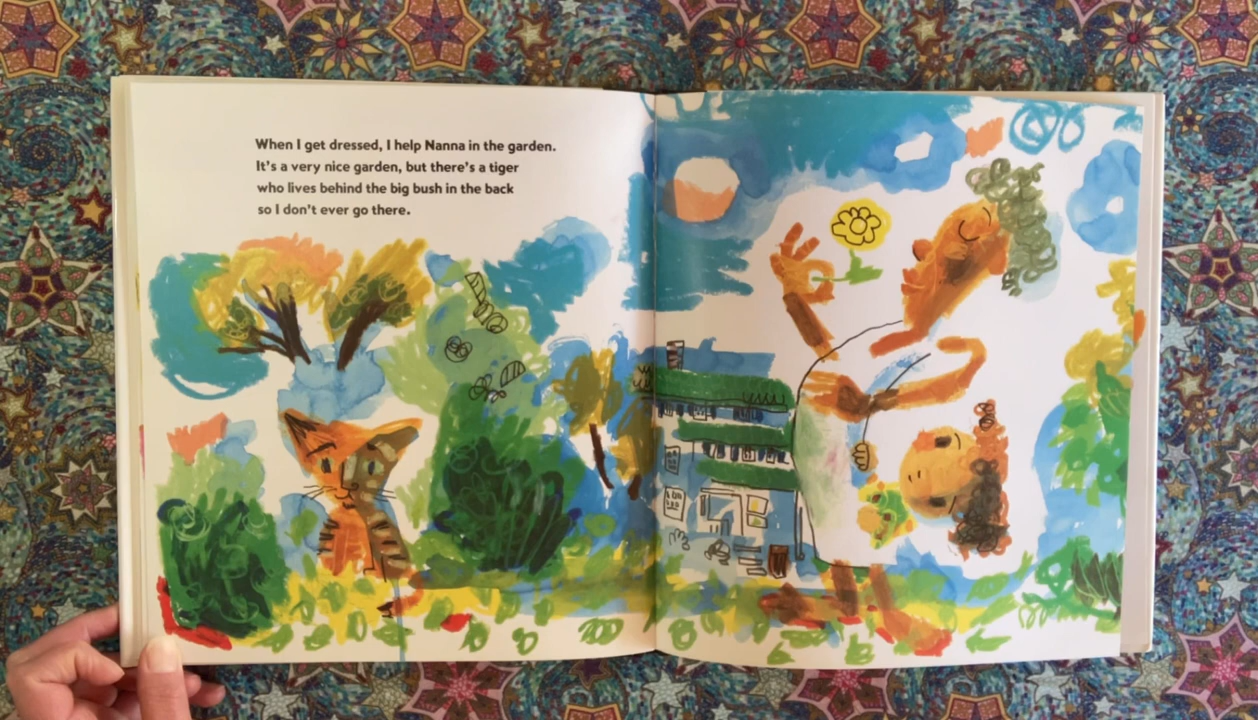 When I get dressed, I help Nanna in the garden.
It's a very nice garden, but there's a tiger
who lives behind the big bush in the back
so I don't ever go there.